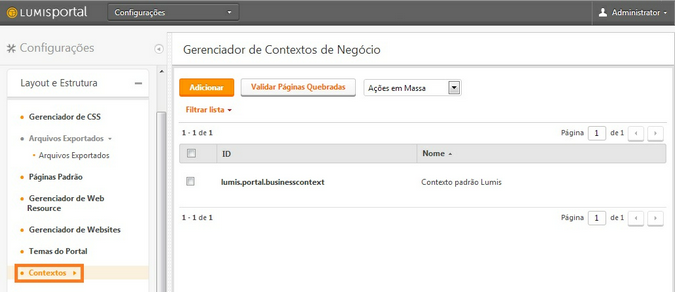 LUMISPORTAL
Configurações
Administrator
Configurações
Layout e Estrutura
Gerenciador de CSS
Arquivos Exportados
Arquivos Exportados
Páginas Padrão
Gerenciador de Web
Resource
Gerenciador de Websites
Temas do Portal
Contextos
Gerenciador de Contextos de Negócio
Adicionar
Validar Páginas Quebradas
Ações em Massa
Filtrar lista
1 - 1 de 1
Página 1 de 1
ID
Nome
lumis.portal.businesscontext
Contexto padrão Lumis
1 - 1 de 1
Página 1 de 1